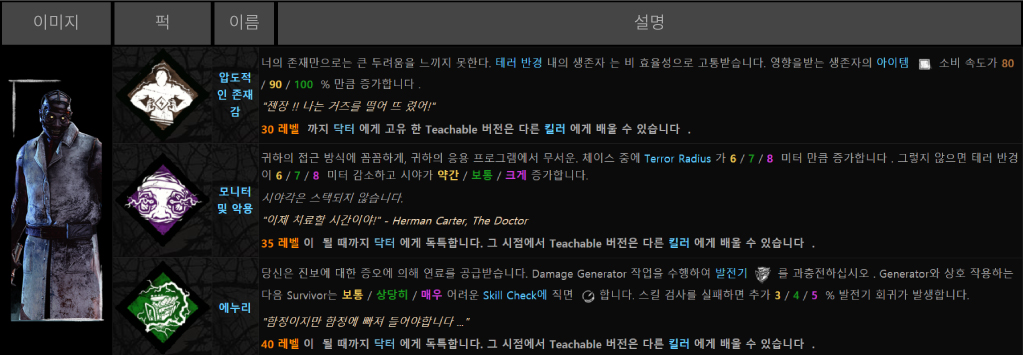 이미지 퍽 이름 설명
압도적인 존재감
너의 존재만으로는 큰 두려움을 느끼지 못한다. 테러 반경 내의 생존자 는 비 효율성으로 고통받습니다. 영향을받는 생존자의 아이템 소비 속도가 80
/ 90 / 100 % 만큼 증가합니다 .
"젠장 !! 나는 거즈를 떨어 뜨 렸어!"
30 레벨 까지 닥터 에게 고유 한 Teachable 버전은 다른 킬러 에게 배울 수 있습니다 .
모니터 및 악용
귀하의 접근 방식에 꼼꼼하게, 귀하의 응용 프로그램에서 무서운. 체이스 중에 Terror Radius 가 6 / 7 / 8 미터 만큼 증가합니다 . 그렇지 않으면 테러 반경
이 6 / 7 / 8 미터 감소하고 시야가 약간 / 보통 / 크게 증가합니다.
시야각은 스택되지 않습니다.
"이제 치료할 시간이야!" - Herman Carter, The Doctor
35 레벨 이 될 때까지 닥터 에게 독특합니다. 그 시점에서 Teachable 버전은 다른 킬러 에게 배울 수 있습니다 .
에누리
당신은 진보에 대한 증오에 의해 연료를 공급받습니다. Damage Generator 작업을 수행하여 발전기 를 과충전하십시오 . Generator와 상호 작용하는
다음 Survivor는 보통 / 상당히 / 매우 어려운 Skill Check에 직면 합니다. 스킬 검사를 실패하면 추가 3 / 4 / 5 % 발전기 회귀가 발생합니다.
"함정이지만 함정에 빠져 들어야합니다 ..."
40 레벨 이 될 때까지 닥터 에게 독특합니다. 그 시점에서 Teachable 버전은 다른 킬러 에게 배울 수 있습니다 .